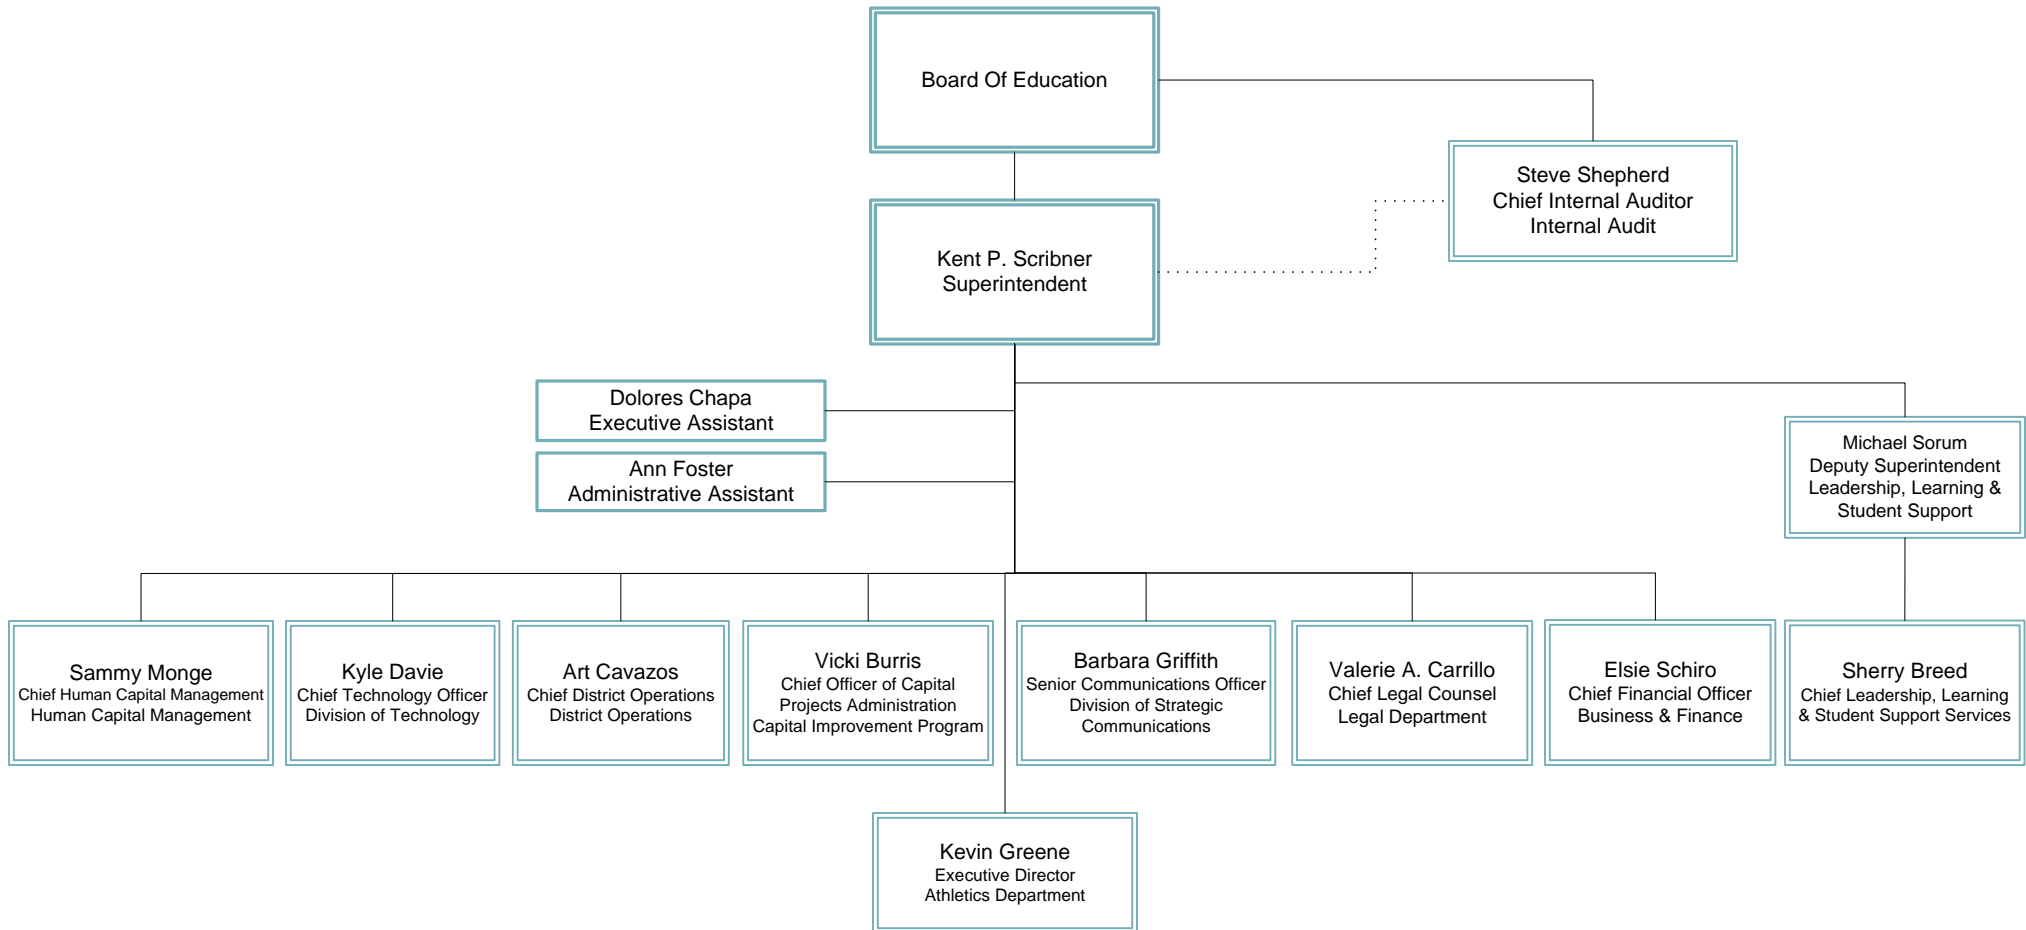 Board Of Education
Steve Shepherd
Chief Internal Auditor
Internal Audit
Kent P. Scribner
Superintendent
Dolores Chapa
Executive Assistant
Ann Foster
Administrative Assistant
Michael Sorum
Deputy Superintendent
Leadership, Learning &
Student Support
Sammy Monge
Chief Human Capital Management
Human Capital Management
Kyle Davie
Chief Technology Officer
Division of Technology
Art Cavazos
Chief District Operations
District Operations
Vicki Burris
Chief Officer of Capital
Projects Administration
Capital Improvement Program
Barbara Griffith
Senior Communications Officer
Division of Strategic
Communications
Valerie A. Carrillo
Chief Legal Counsel
Legal Department
Elsie Schiro
Chief Financial Officer
Business & Finance
Sherry Breed
Chief Leadership, Learning
& Student Support Services
Kevin Greene
Executive Director
Athletics Department